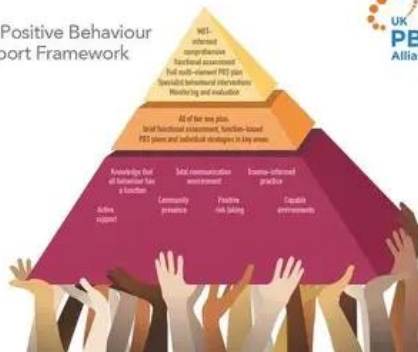 Positive Behaviour
port Framework
UK
PB
Allia
MDT-
informed
comprehensive
functional assessment
Full multi-element PBS plan
Specialist behavioural interventions
Monitoring and evaluation
All of tier one plus:
Brief functional assessment, function-based
PBS plans and individual strategies in key areas
Knowledge that
all behaviour has
a function
Total communication
environment
Trauma-informed
practice
Active
support
Community
presence
Positive
risk taking
Capable
environments